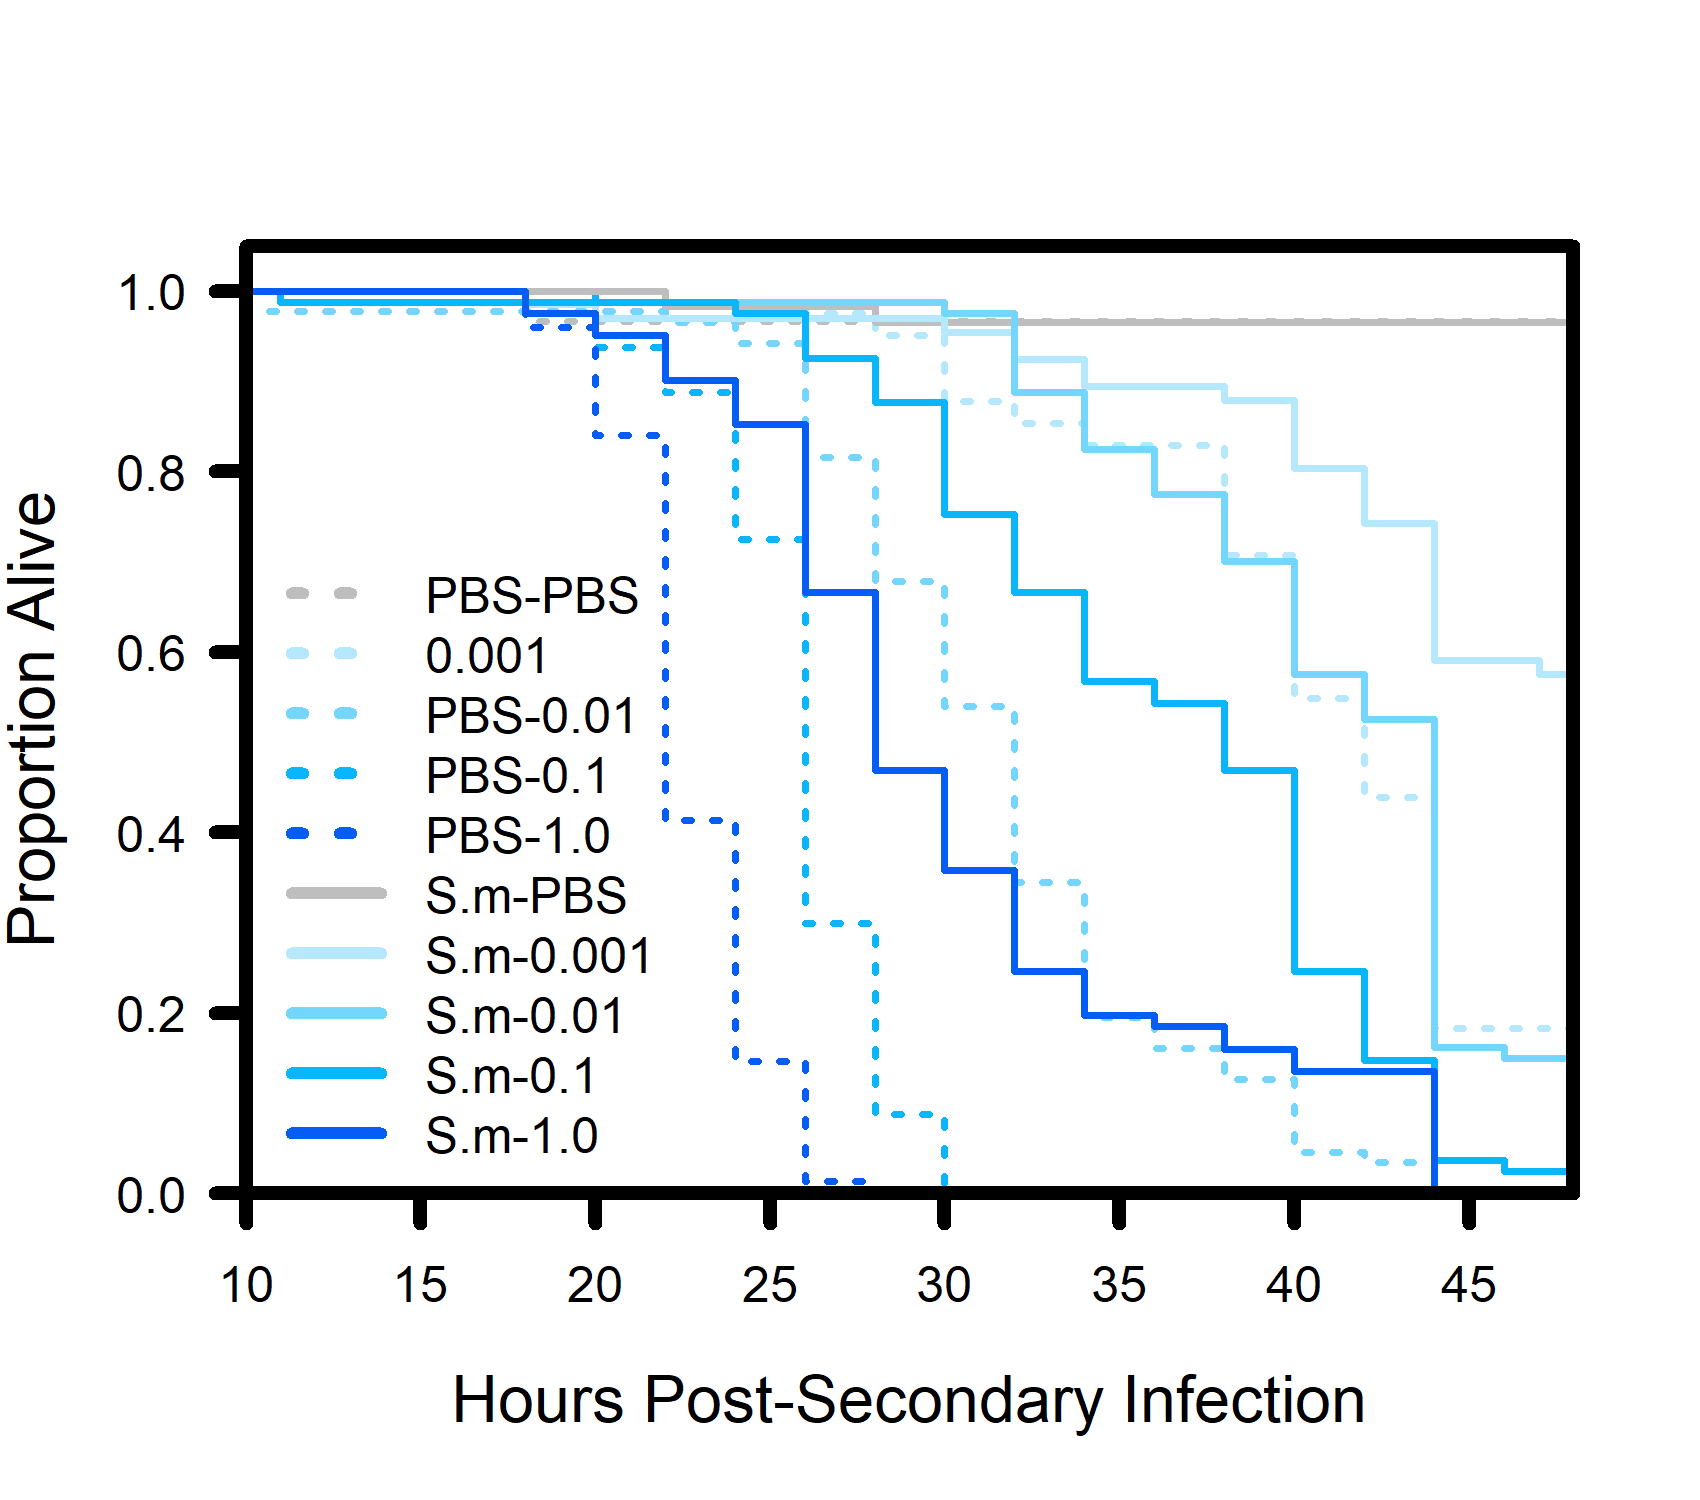 1.0
0.8
0.6
0.4
0.2
0.0
Proportion Alive
PBS-PBS
0.001
PBS-0.01
PBS-0.1
PBS-1.0
S.m-PBS
S.m-0.001
S.m-0.01
S.m-0.1
S.m-1.0
10 15 20 25 30 35 40 45
Hours Post-Secondary Infection